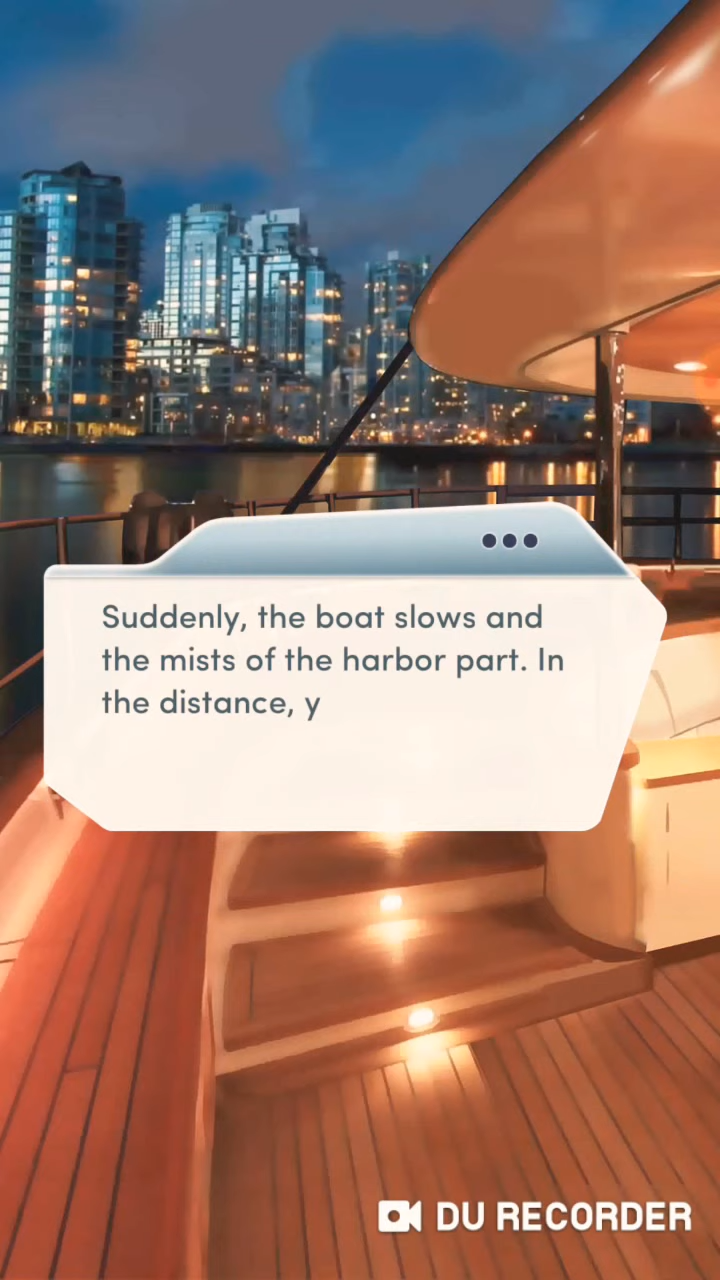 Suddenly, the boat slows and
the mists of the harbor part. In
the distance, y
DU RECORDER